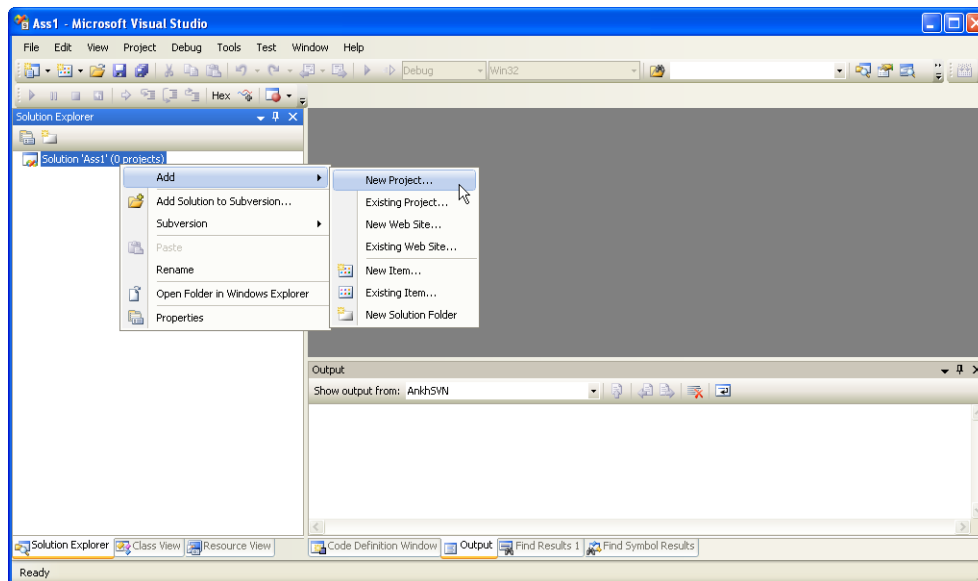 Ass1 - Microsoft Visual Studio
File Edit View Project Debug Tools Test Window Help
Debug Win32
Hex
Solution Explorer
Solution 'Ass1' (0 projects)
Add
Add Solution to Subversion...
Subversion
Paste
Rename
Open Folder in Windows Explorer
Properties
New Project...
Existing Project...
New Web Site...
Existing Web Site...
New Item...
Existing Item...
New Solution Folder
Output
Show output from: AnkhSVN
Solution Explorer Class View Resource View
Code Definition Window Output Find Results 1 Find Symbol Results
Ready